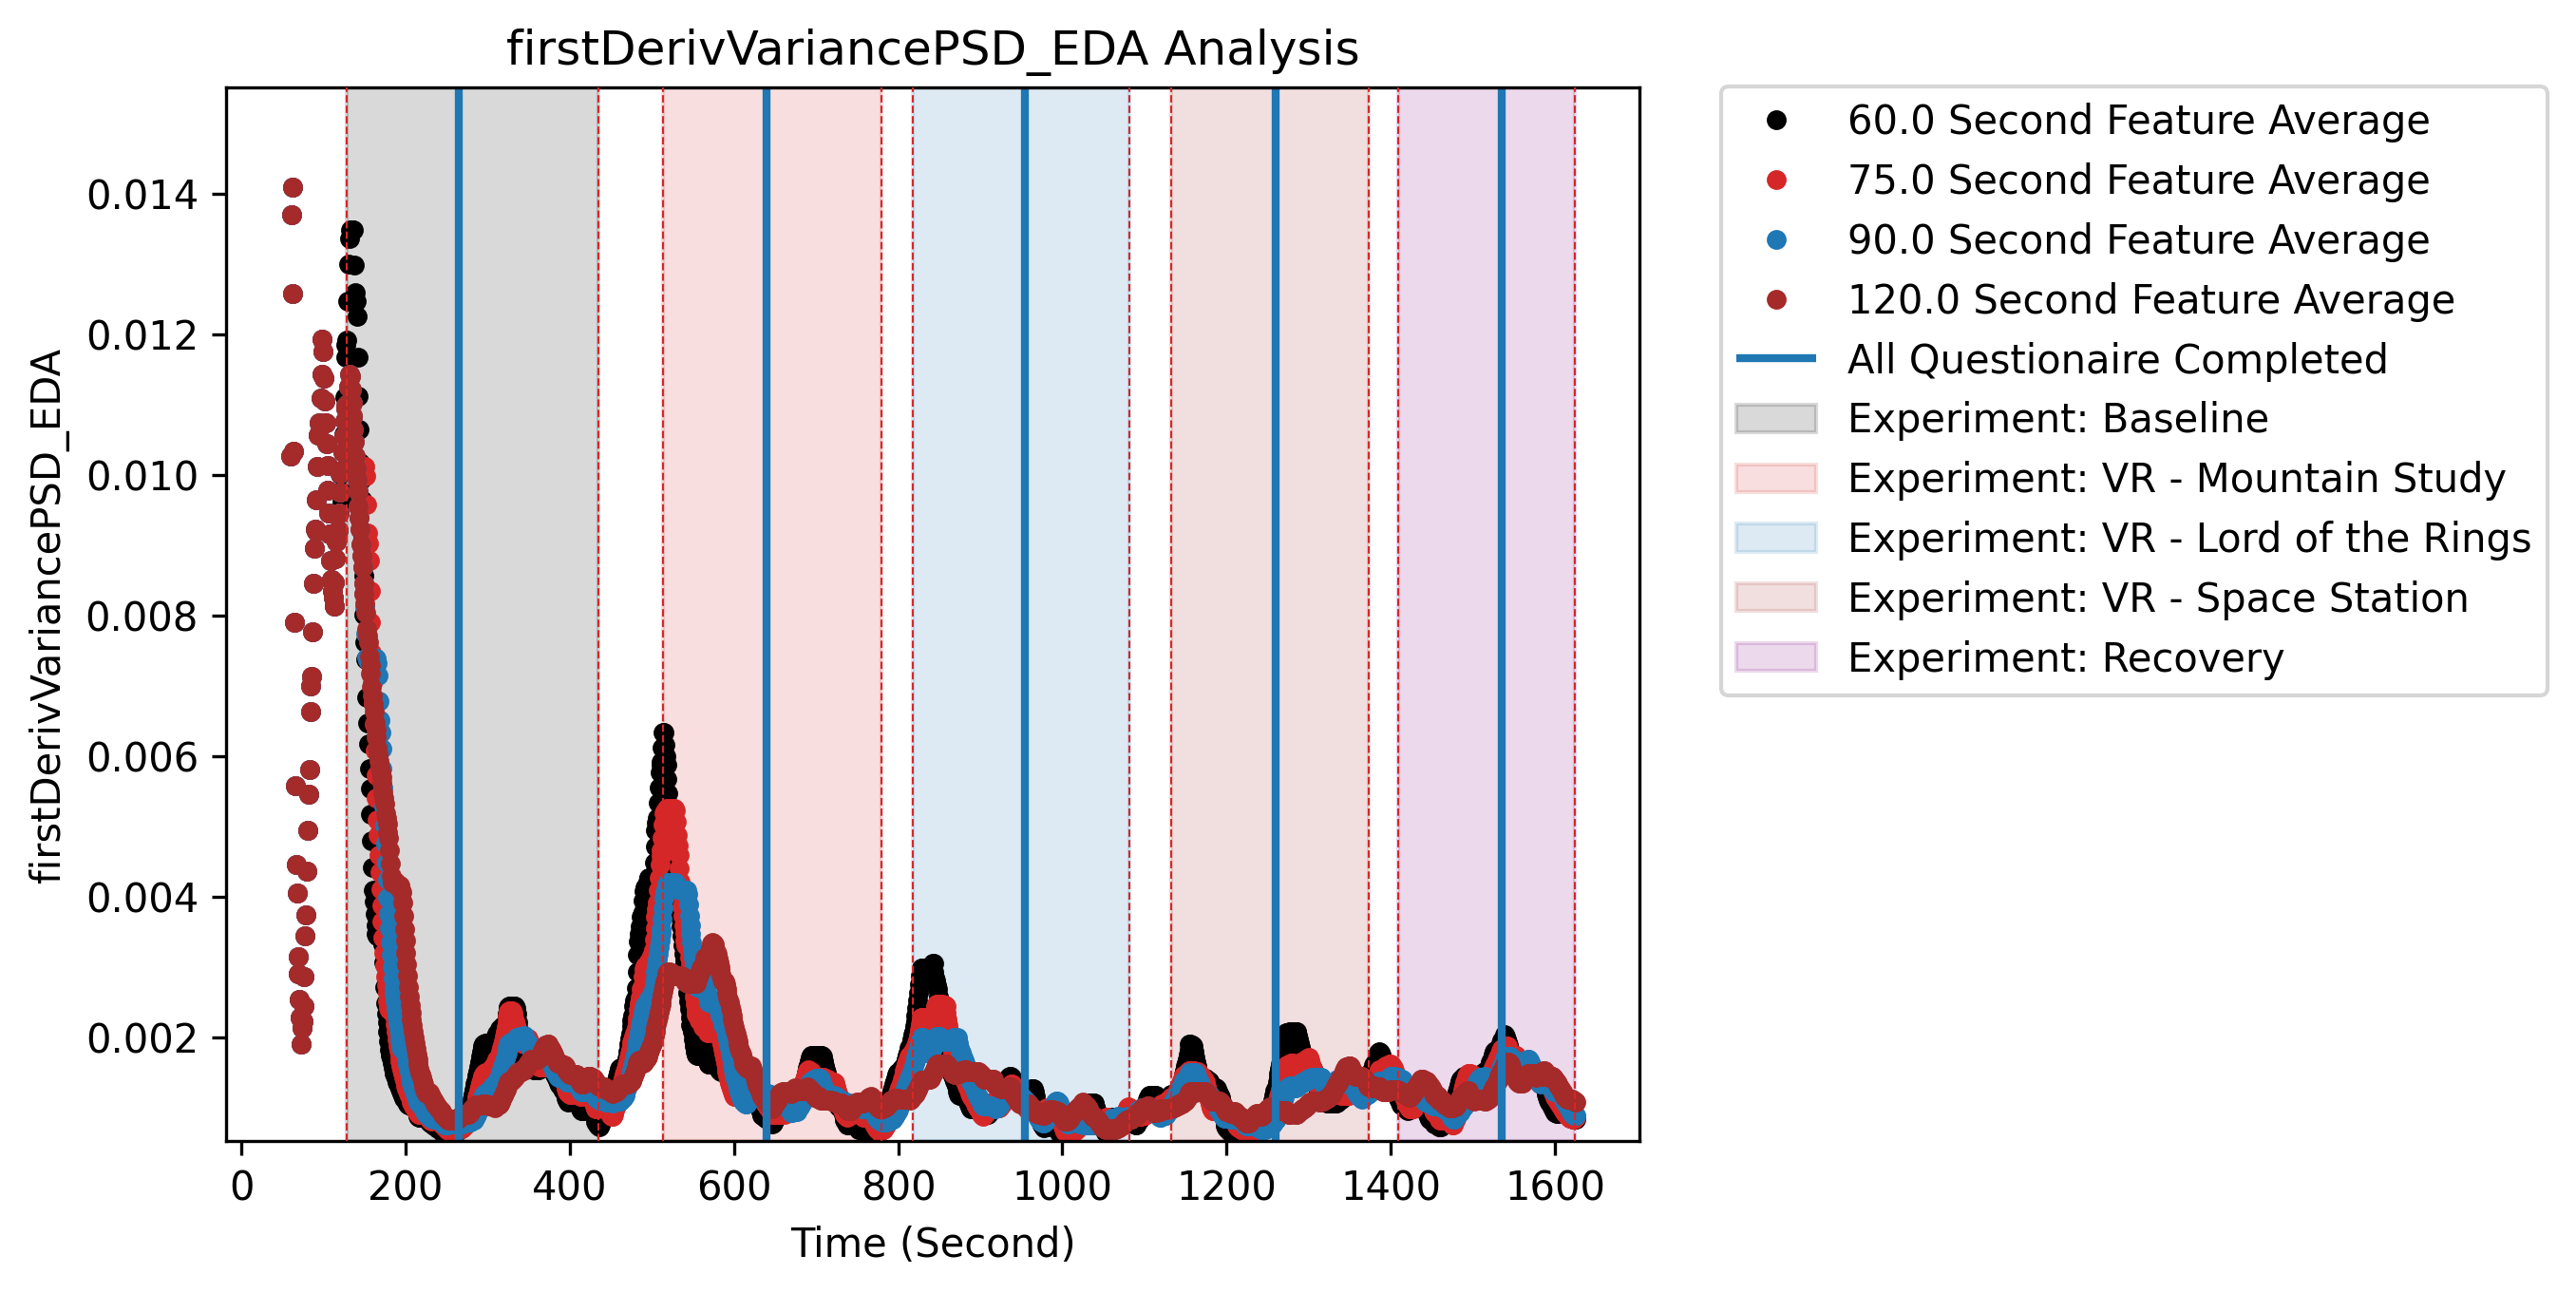 firstDerivVariancePSD_EDA Analysis
firstDerivVariancePSD_EDA
0.014
0.012
0.010
0.008
0.006
0.004
0.002
0 200 400 600 800 1000 1200 1400 1600
Time (Second)
60.0 Second Feature Average
75.0 Second Feature Average
90.0 Second Feature Average
120.0 Second Feature Average
All Questionaire Completed
Experiment: Baseline
Experiment: VR - Mountain Study
Experiment: VR - Lord of the Rings
Experiment: VR - Space Station
Experiment: Recovery